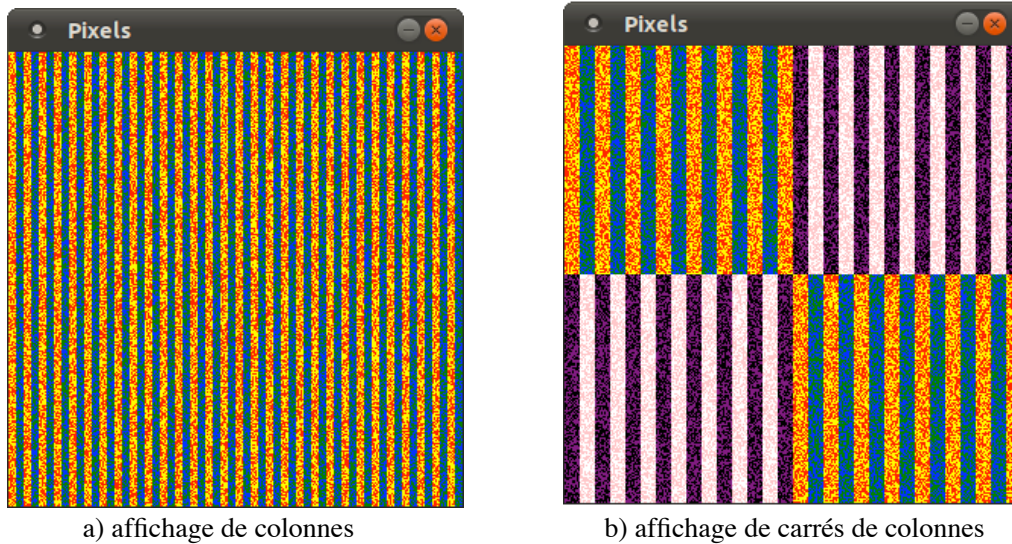 Pixels
Pixels
a) affichage de colonnes
b) affichage de carrés de colonnes